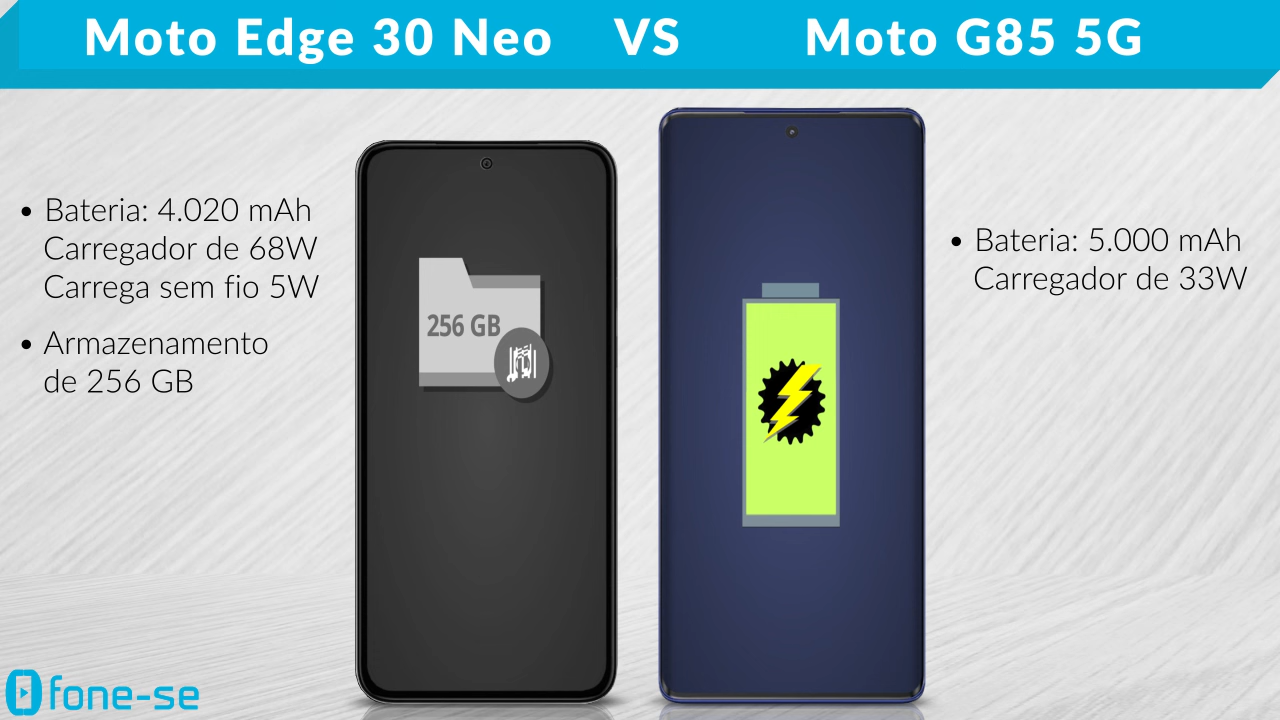 Moto Edge 30 Neo VS Moto G85 5G
• Bateria: 4.020 mAh
Carregador de 68W
Carrega sem fio 5W
• Armazenamento
de 256 GB
256 GB
• Bateria: 5.000 mAh
Carregador de 33W
fone-se